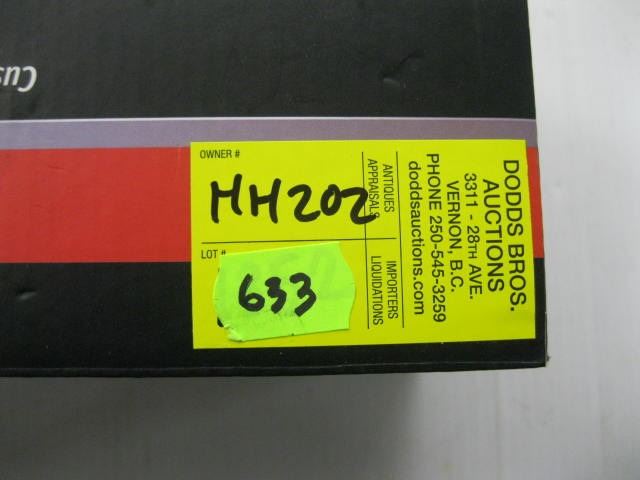 Cus
OWNER #
MH202
LOT #
633
ANTIQUES
APPRAISALS
IMPORTERS
LIQUIDATIONS
DODDS BROS.
AUCTIONS
3311 - 28TH AVE.
VERNON, B.C.
PHONE 250-545-3259
doddsauctions.com